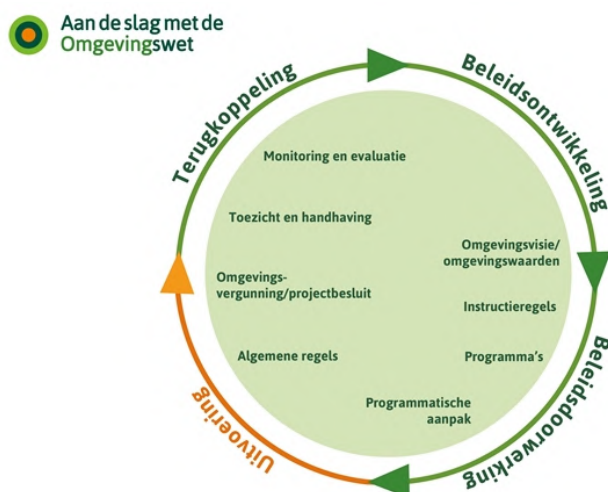 Aan de slag met de
Omgevingswet
Terugkoppeling
Beleidsontwikkeling
Monitoring en evaluatie
Toezicht en handhaving
Omgevingsvisie/
omgevingswaarden
Omgevings-
vergunning/projectbesluit
Instructieregels
Algemene regels
Programma's
Programmatische
aanpak
Uitvoering
Beleidsdoorwerking